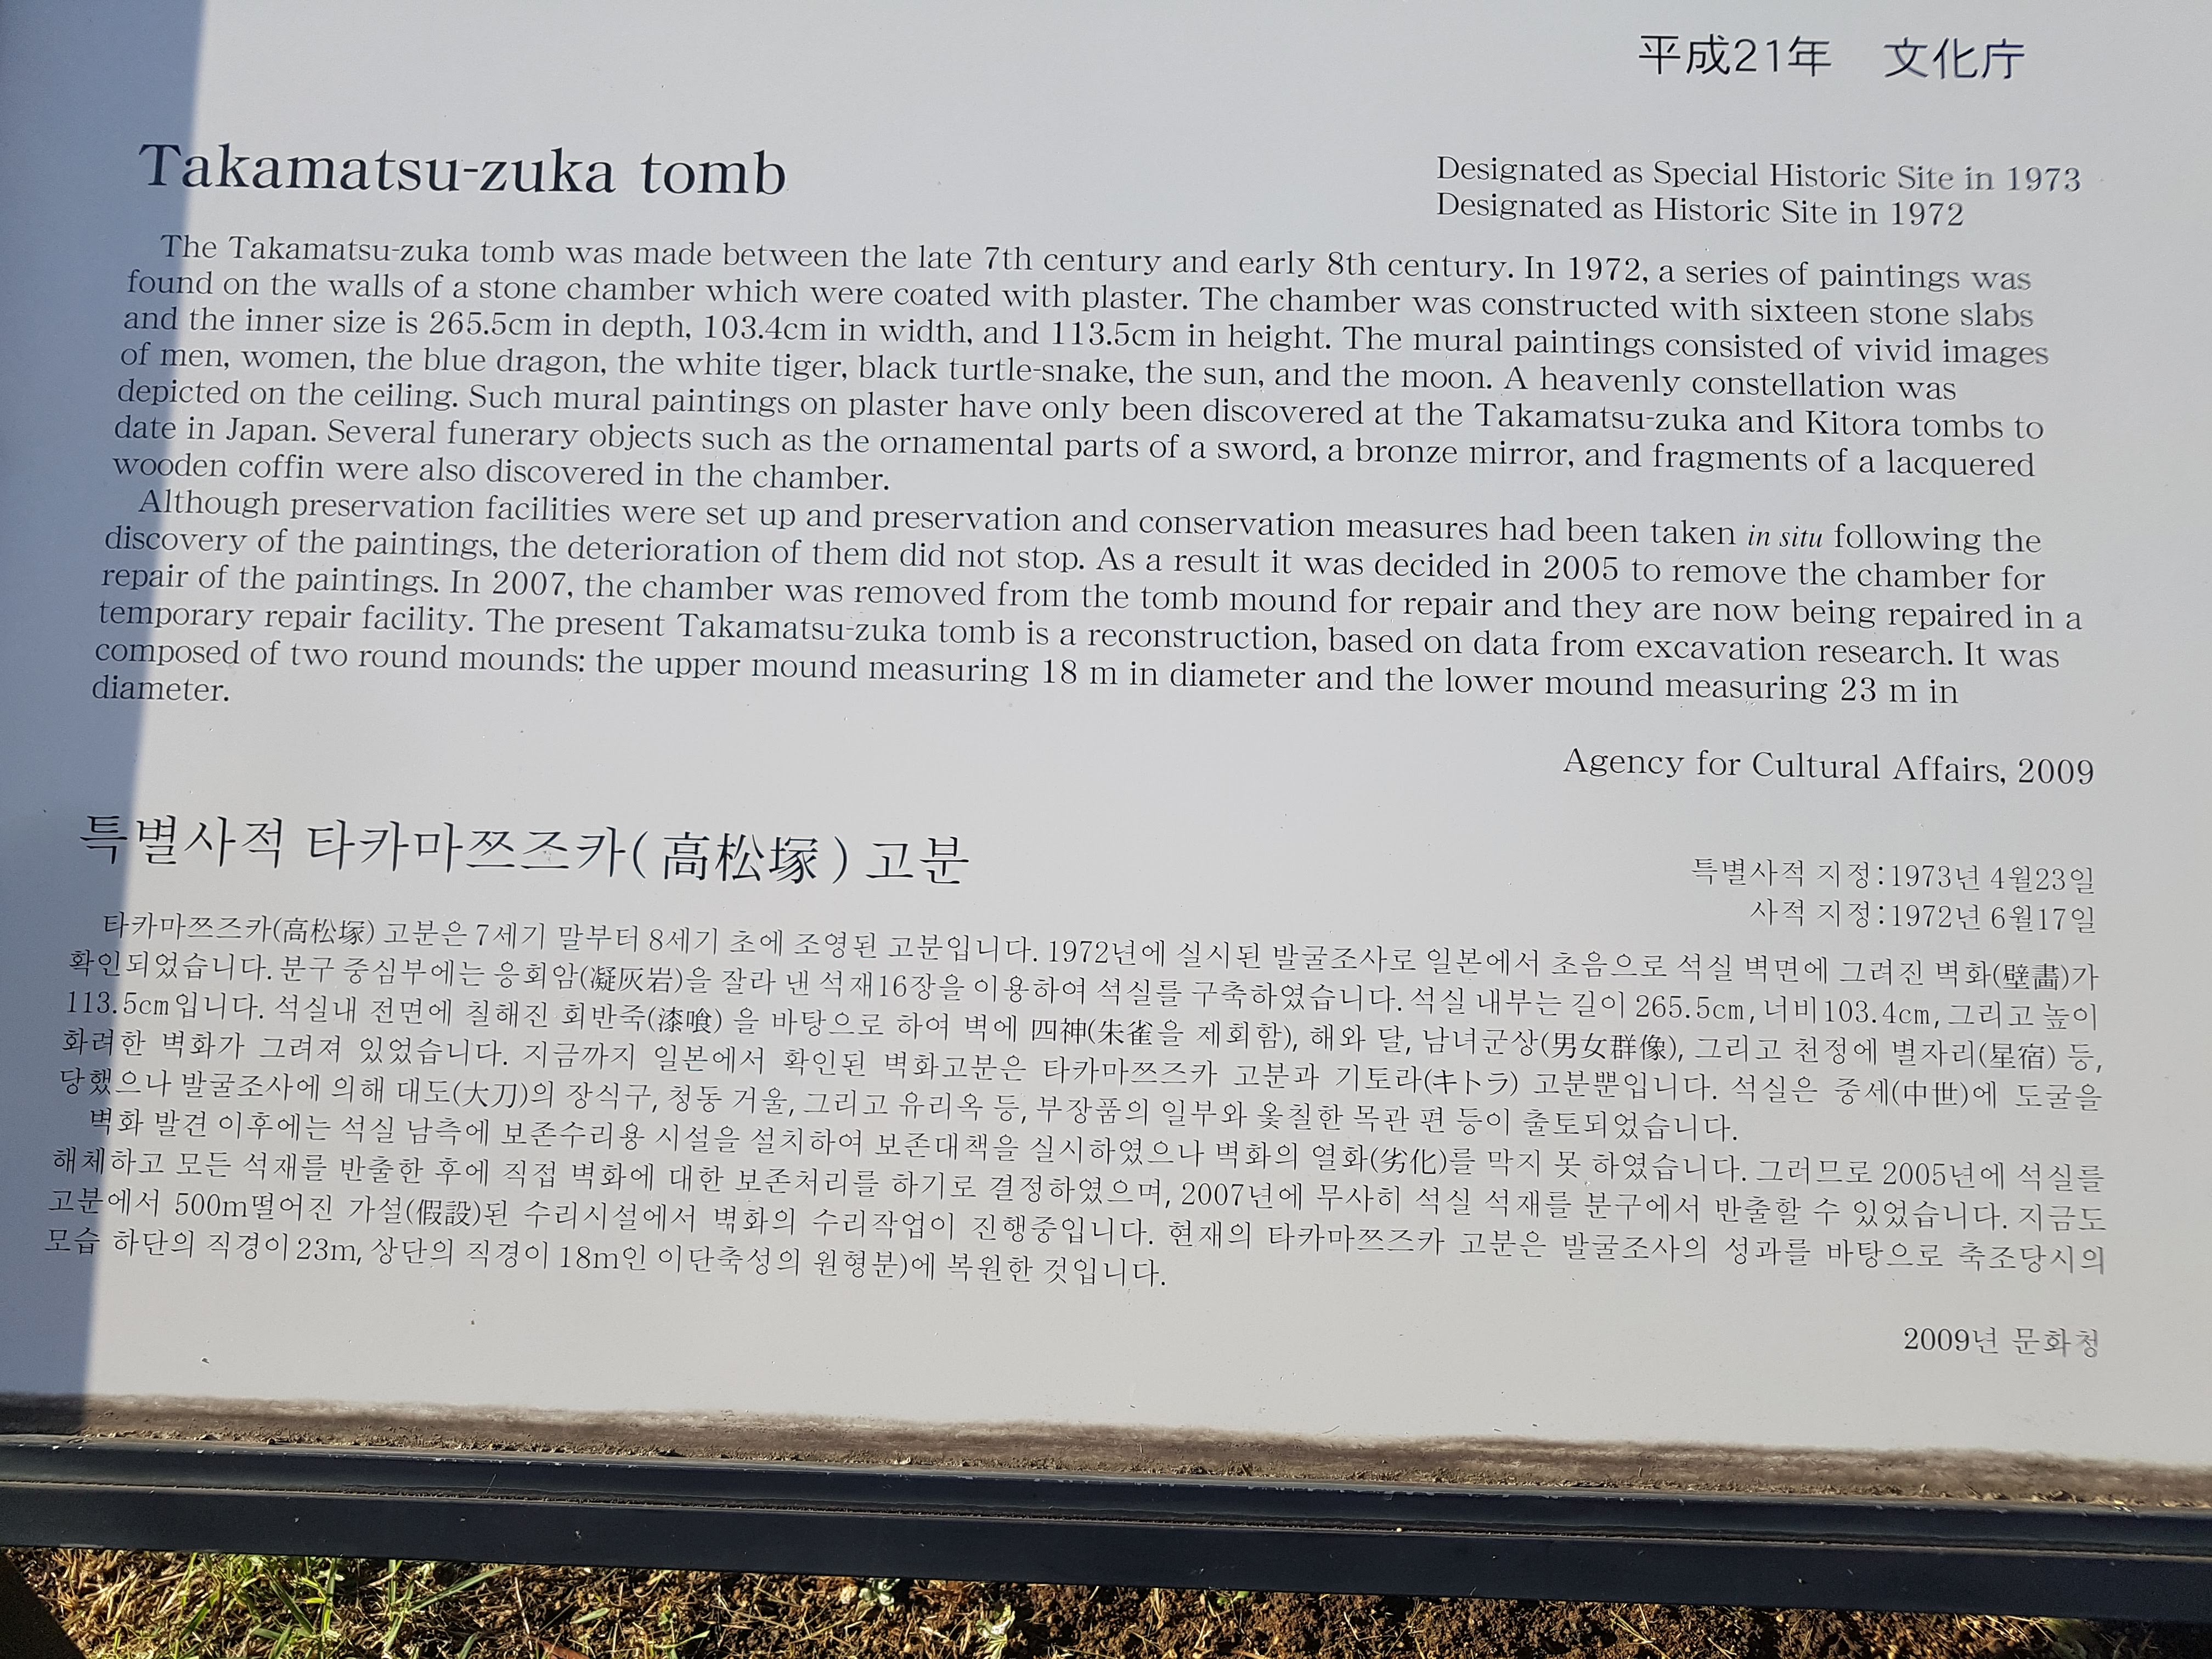 平成21年　文化庁
Takamatsu-zuka tomb
Designated as Special Historic Site in 1973
Designated as Historic Site in 1972
The Takamatsu-zuka tomb was made between the late 7th century and early 8th century. In 1972, a series of paintings was
found on the walls of a stone chamber which were coated with plaster. The chamber was constructed with sixteen stone slabs
and the inner size is 265.5cm in depth, 103.4cm in width, and 113.5cm in height. The mural paintings consisted of vivid images
of men, women, the blue dragon, the white tiger, black turtle-snake, the sun, and the moon. A heavenly constellation was
depicted on the ceiling. Such mural paintings on plaster have only been discovered at the Takamatsu-zuka and Kitora tombs to
date in Japan. Several funerary objects such as the ornamental parts of a sword, a bronze mirror, and fragments of a lacquered
wooden coffin were also discovered in the chamber.
Although preservation facilities were set up and preservation and conservation measures had been taken in situ following the
discovery of the paintings, the deterioration of them did not stop. As a result it was decided in 2005 to remove the chamber for
repair of the paintings. In 2007, the chamber was removed from the tomb mound for repair and they are now being repaired in a
temporary repair facility. The present Takamatsu-zuka tomb is a reconstruction, based on data from excavation research. It was
composed of two round mounds: the upper mound measuring 18 m in diameter and the lower mound measuring 23 m in
diameter.
Agency for Cultural Affairs, 2009
특별사적 타카마쯔즈카(高松塚) 고분
특별사적 지정:1973년 4월23일
사적 지정:1972년 6월17일
타카마쯔즈카(高松塚) 고분은 7세기 말부터 8세기 초에 조영된 고분입니다. 1972년에 실시된 발굴조사로 일본에서 초음으로 석실 벽면에 그려진 벽화(壁畵)가
확인되었습니다. 분구 중심부에는 응회암(凝灰岩)을 잘라 낸 석재16장을 이용하여 석실를 구축하였습니다. 석실 내부는 길이 265.5cm, 너비103.4cm, 그리고 높이
113.5cm입니다. 석실내 전면에 칠해진 회반죽(漆喰) 을 바탕으로 하여 벽에 四神(朱雀을 제회함), 해와 달, 남녀군상(男女群像), 그리고 천정에 별자리(星宿) 등,
화려한 벽화가 그려져 있었습니다. 지금까지 일본에서 확인된 벽화고분은 타카마쯔즈카 고분과 기토라(キトラ) 고분뿐입니다. 석실은 중세(中世)에 도굴을
당했으나 발굴조사에 의해 대도(大刀)의 장식구, 청동 거울, 그리고 유리옥 등, 부장품의 일부와 옻칠한 목관 편 등이 출토되었습니다.
벽화 발견 이후에는 석실 남측에 보존수리용 시설을 설치하여 보존대책을 실시하였으나 벽화의 열화(劣化)를 막지 못 하였습니다. 그러므로 2005년에 석실를
해체하고 모든 석재를 반출한 후에 직접 벽화에 대한 보존처리를 하기로 결정하였으며, 2007년에 무사히 석실 석재를 분구에서 반출할 수 있었습니다. 지금도
고분에서 500m떨어진 가설(假設)된 수리시설에서 벽화의 수리작업이 진행중입니다. 현재의 타카마쯔즈카 고분은 발굴조사의 성과를 바탕으로 축조당시의
모습 하단의 직경이23m, 상단의 직경이 18m인 이단축성의 원형분)에 복원한 것입니다.
2009년 문화청